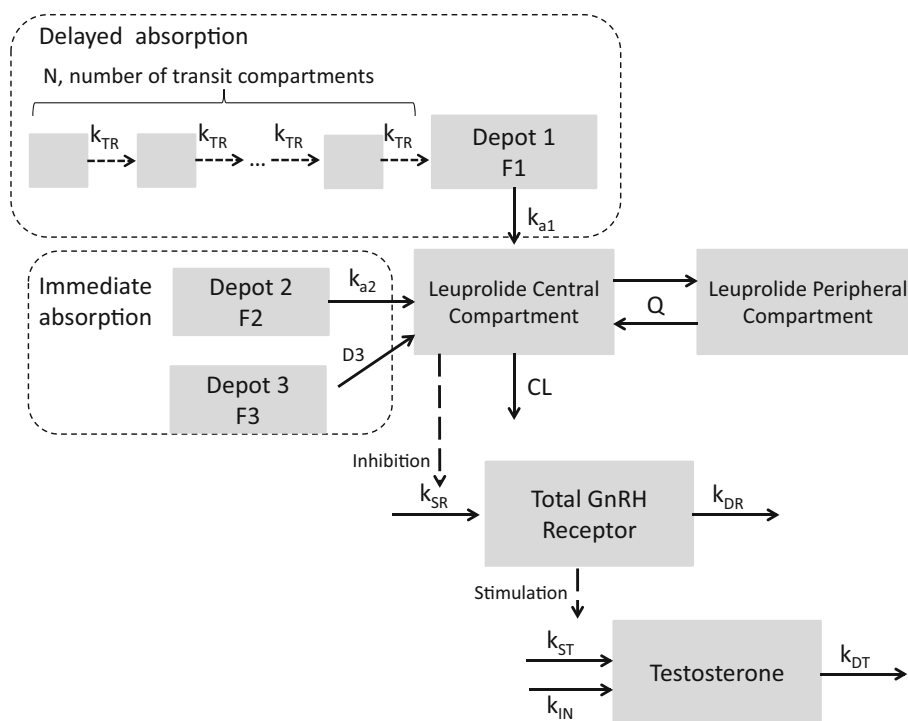 Delayed absorption
N, number of transit compartments
kTR
kTR
kTR
kTR
...
Depot 1
F1
ka1
Immediate
absorption
Depot 2
F2
ka2
Depot 3
F3
D3
Leuprolide Central
Compartment
Q
Leuprolide Peripheral
Compartment
CL
Inhibition
kSR
Total GnRH
Receptor
kDR
Stimulation
kST
kIN
Testosterone
kDT